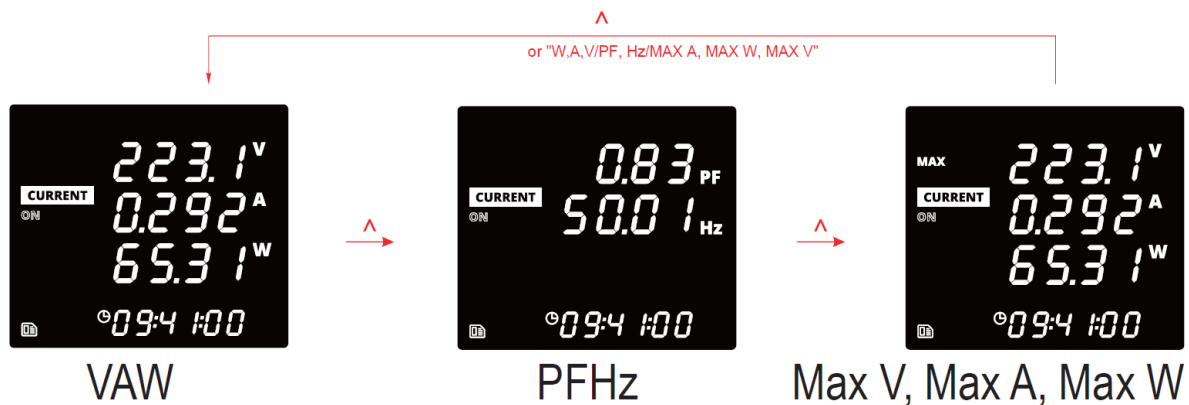 ^
or "W,A,V/PF, Hz/MAX A, MAX W, MAX V"
223.1 V
CURRENT
ON
0.292 A
65.31 W
09:41:00
VAW
^
0.83 PF
CURRENT
50.01 Hz
09:41:00
PFHz
^
MAX
223.1 V
CURRENT
ON
0.292 A
65.31 W
09:41:00
Max V, Max A, Max W